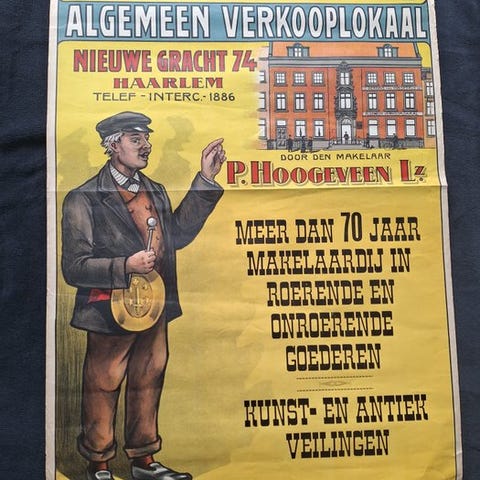 ALGEMEEN VERKOOPLOKAAL
NIEUWE GRACHT 74
HAARLEM
TELEF-INTERC.-1886
DOOR DEN MAKELAAR
P. HOOGEVEEN Lz.
MEER DAN 70 JAAR
MAKELAARDIJ IN
ROERENDE EN
ONROERENDE
GOEDEREN
KUNST- EN ANTIEK
VEILINGEN